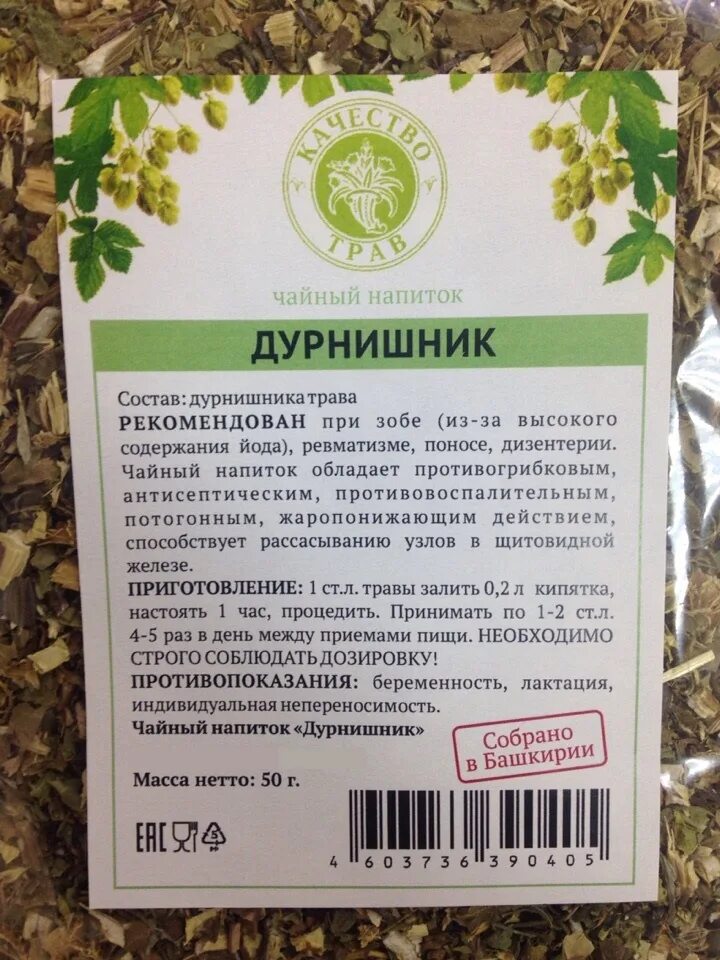 КАЧЕСТВО
ТРАВ
чайный напиток
ДУРНИШНИК
Состав: дурнишника трава
РЕКОМЕНДОВАН при зобе (из-за высокого
содержания йода), ревматизме, поносе, дизентерии.
Чайный напиток обладает противогрибковым,
антисептическим, противовоспалительным,
потогонным, жаропонижающим действием,
способствует рассасыванию узлов в щитовидной
железе.
ПРИГОТОВЛЕНИЕ: 1 ст.л. травы залить 0,2 л кипятка,
настоять 1 час, процедить. Принимать по 1-2 ст.л.
4-5 раз в день между приемами пищи. НЕОБХОДИМО
СТРОГО СОБЛЮДАТЬ ДОЗИРОВКУ!
ПРОТИВОПОКАЗАНИЯ: беременность, лактация,
индивидуальная непереносимость.
Чайный напиток «Дурнишник»
Собрано
в Башкирии
Масса нетто: 50 г.
EAC 5
PP
4 603736 390405